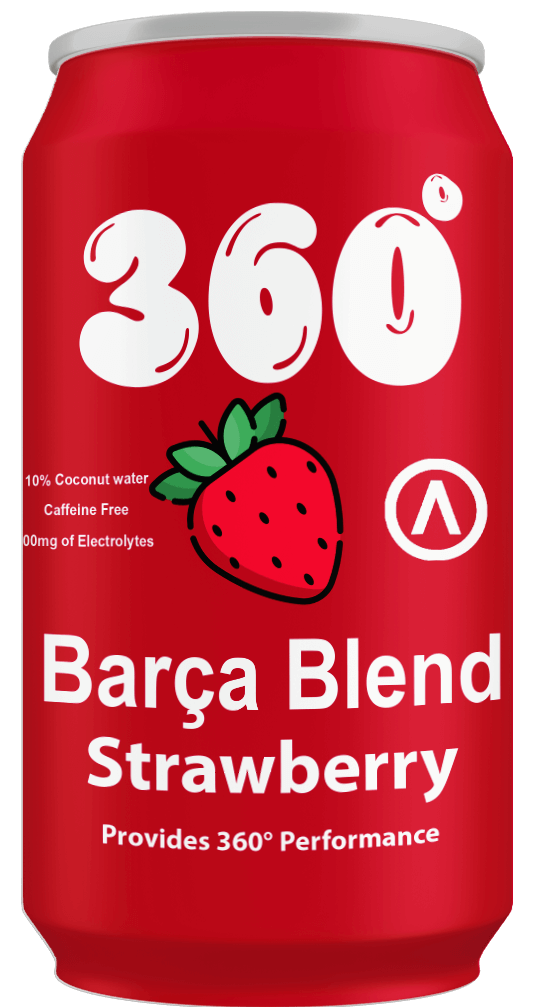 360°
10% Coconut water
Caffeine Free
00mg of Electrolytes
Barça Blend
Strawberry
Provides 360° Performance